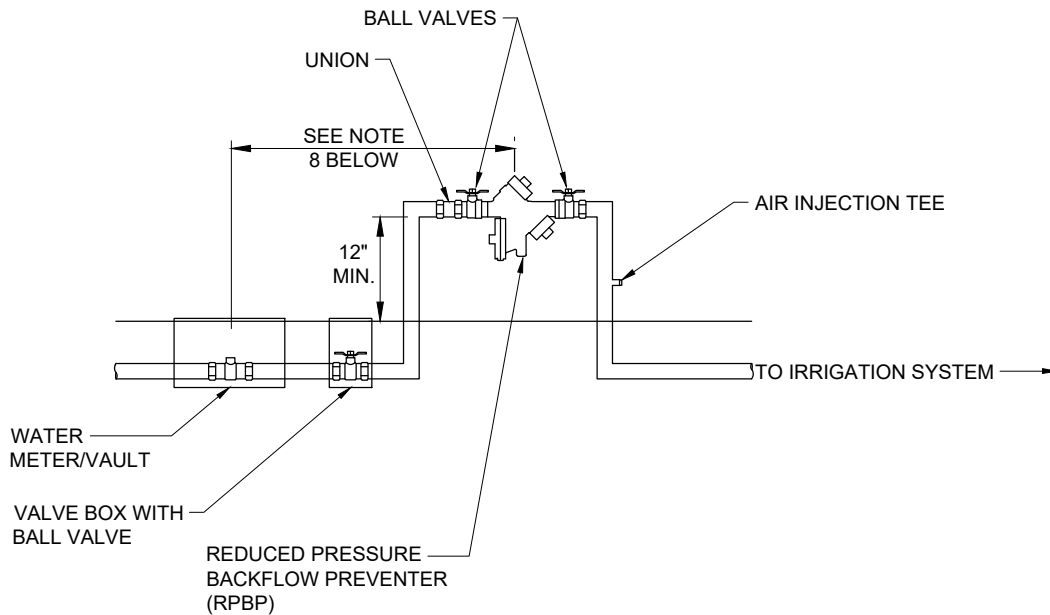 BALL VALVES
UNION
SEE NOTE
8 BELOW
AIR INJECTION TEE
12"
MIN.
TO IRRIGATION SYSTEM
WATER
METER/VAULT
VALVE BOX WITH
BALL VALVE
REDUCED PRESSURE
BACKFLOW PREVENTER
(RPBP)